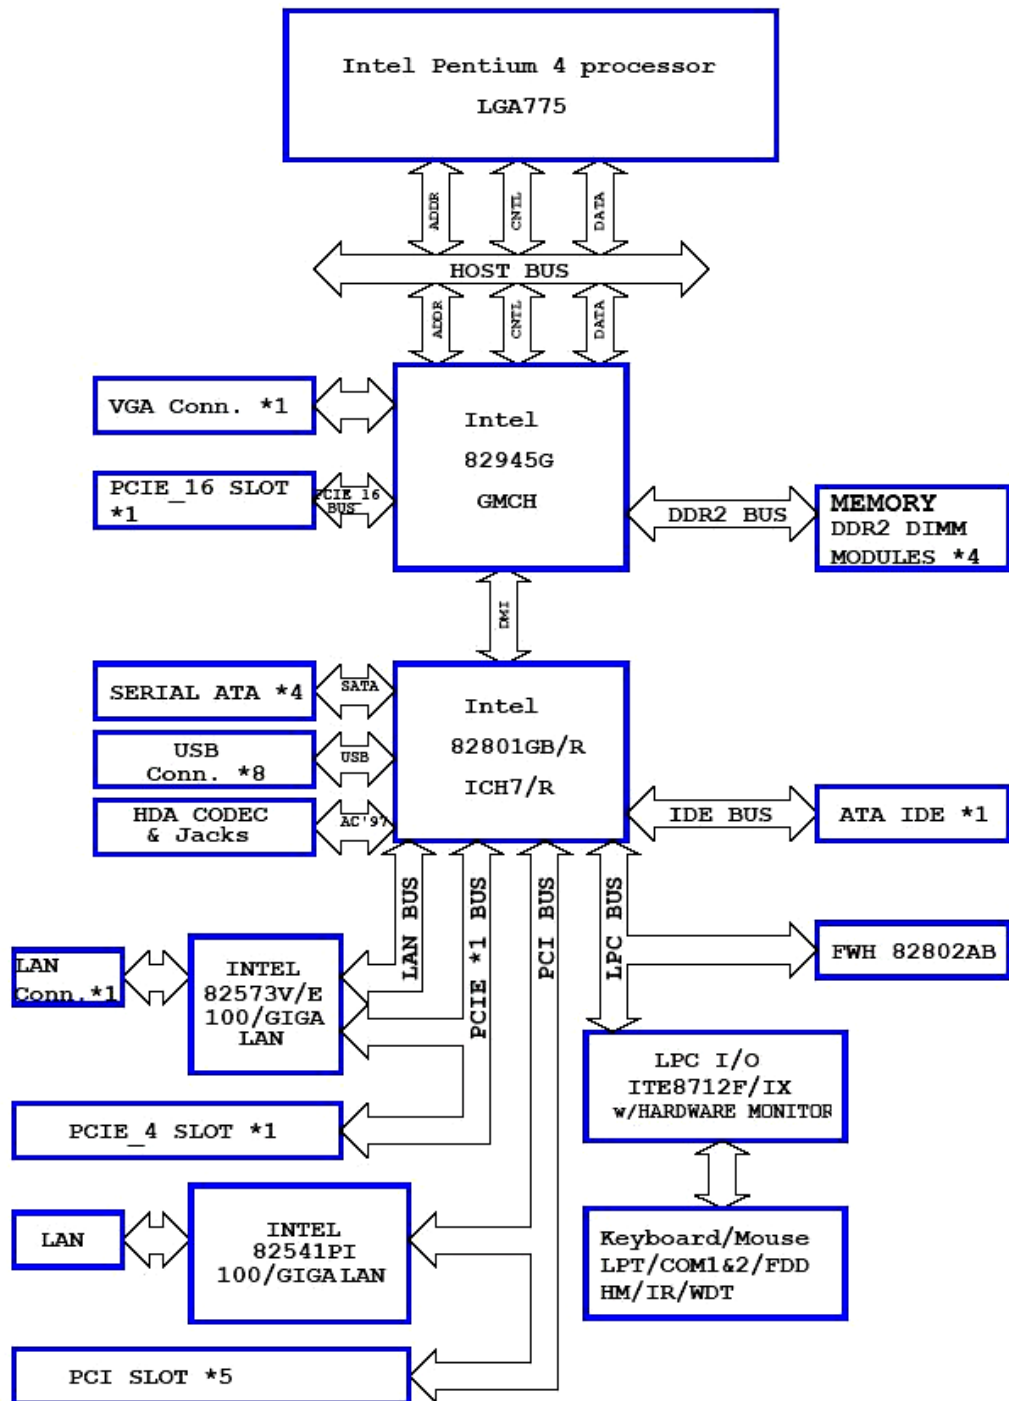 Intel Pentium 4 processor
LGA775
ADDR
CNTL
DATA
HOST BUS
ADDR
CNTL
DATA
VGA Conn. *1
Intel
82945G
GMCH
PCIE_16 SLOT
*1
PCIE_16
BUS
DDR2 BUS
MEMORY
DDR2 DIMM
MODULES *4
DMI
SERIAL ATA *4
SATA
Intel
82801GB/R
ICH7/R
USB
Conn. *8
USB
HDA CODEC
& Jacks
AC'97
IDE BUS
ATA IDE *1
LAN BUS
PCIE *1 BUS
PCI BUS
LPC BUS
FWH 82802AB
LAN
Conn.*1
INTEL
82573V/E
100/GIGA
LAN
LPC I/O
ITE8712F/IX
w/HARDWARE MONITOR
PCIE_4 SLOT *1
LAN
INTEL
82541PI
100/GIGALAN
Keyboard/Mouse
LPT/COM1&2/FDD
HM/IR/WDT
PCI SLOT *5